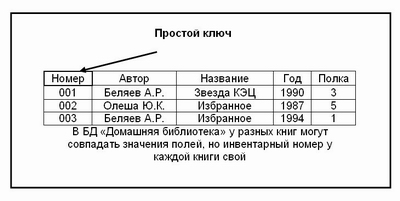 Простой ключ
Номер Автор Название Год Полка
001 Беляев А.Р. Звезда КЭЦ 1990 3
002 Олеша Ю.К. Избранное 1987 5
003 Беляев А.Р. Избранное 1994 1
В БД «Домашняя библиотека» у разных книг могут
совпадать значения полей, но инвентарный номер у
каждой книги свой